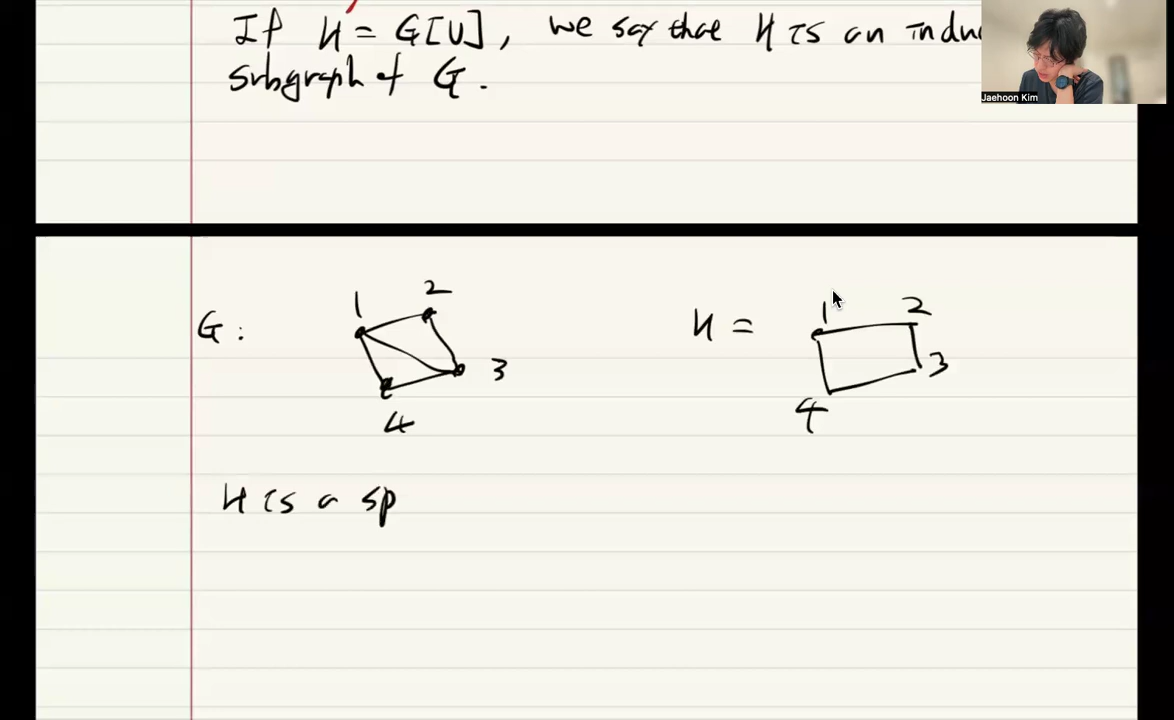 If H = G[U], we say that H is an indu
subgraph of G.
Jaehoon Kim
G: 1 2 3 4
H = 1 2 3 4
H is a sp